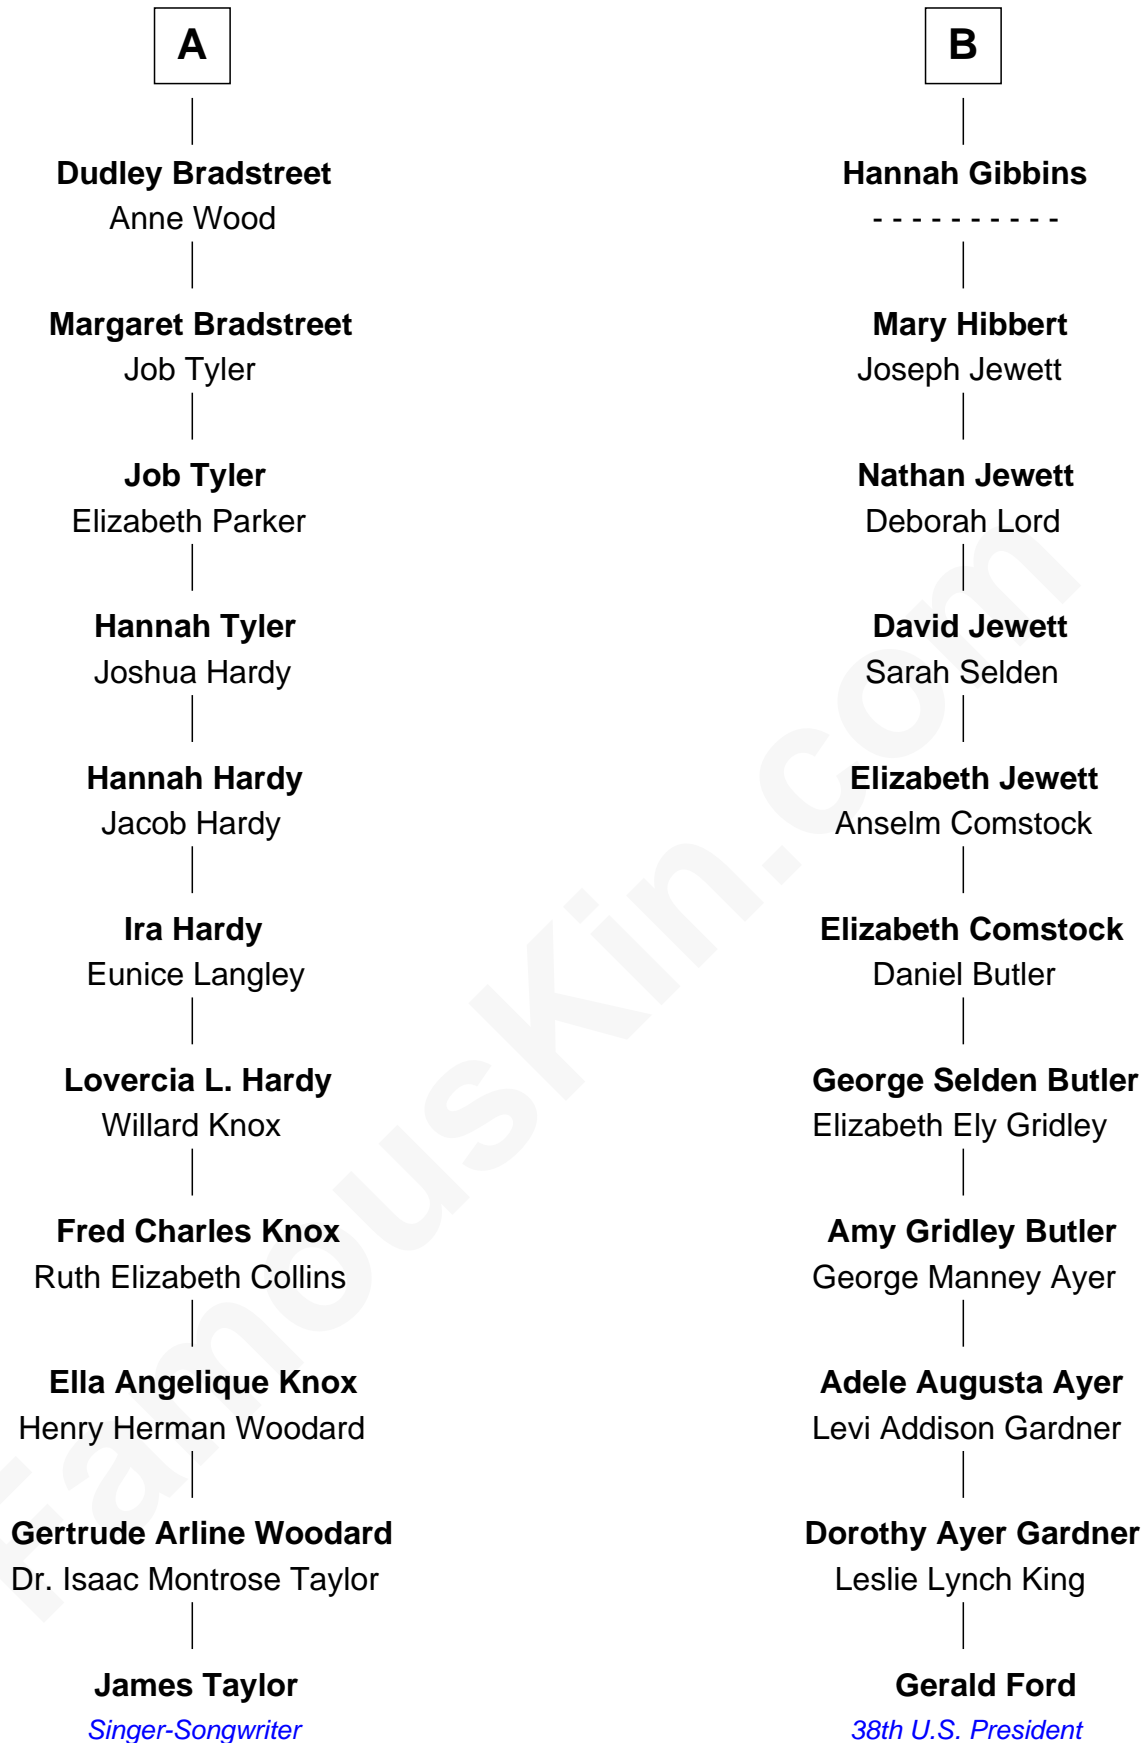 A
Dudley Bradstreet
Anne Wood
Margaret Bradstreet
Job Tyler
Job Tyler
Elizabeth Parker
Hannah Tyler
Joshua Hardy
Hannah Hardy
Jacob Hardy
Ira Hardy
Eunice Langley
Lovercia L. Hardy
Willard Knox
Fred Charles Knox
Ruth Elizabeth Collins
Ella Angelique Knox
Henry Herman Woodard
Gertrude Arline Woodard
Dr. Isaac Montrose Taylor
James Taylor
Singer-Songwriter
B
Hannah Gibbins
- - - - - - - - - -
Mary Hibbert
Joseph Jewett
Nathan Jewett
Deborah Lord
David Jewett
Sarah Selden
Elizabeth Jewett
Anselm Comstock
Elizabeth Comstock
Daniel Butler
George Selden Butler
Elizabeth Ely Gridley
Amy Gridley Butler
George Manney Ayer
Adele Augusta Ayer
Levi Addison Gardner
Dorothy Ayer Gardner
Leslie Lynch King
Gerald Ford
38th U.S. President
FamousKin.com